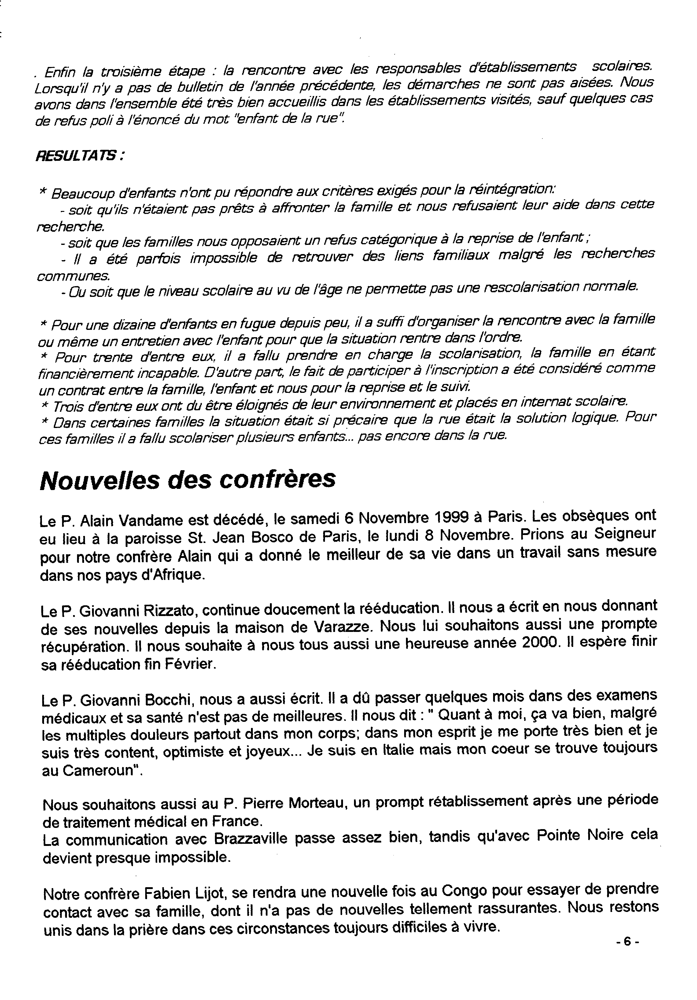 . Enfin la troisième étape : la rencontre avec les responsables d'établissements scolaires.
Lorsqu'il n'y a pas de bulletin de l'année précédente, les démarches ne sont pas aisées. Nous
avons dans l'ensemble été très bien accueillis dans les établissements visités, sauf quelques cas
de refus poli à l'énoncé du mot "enfant de la rue".
RESULTATS :
* Beaucoup d'enfants n'ont pu répondre aux critères exigés pour la réintégration:
- soit qu'ils n'étaient pas prêts à affronter la famille et nous refusaient leur aide dans cette
recherche.
- soit que les familles nous opposaient un refus catégorique à la reprise de l'enfant ;
- Il a été parfois impossible de retrouver des liens familiaux malgré les recherches
communes.
- Ou soit que le niveau scolaire au vu de l'âge ne permette pas une rescolarisation normale.
* Pour une dizaine d'enfants en fugue depuis peu, il a suffi d'organiser la rencontre avec la famille
ou même un entretien avec l'enfant pour que la situation rentre dans l'ordre.
* Pour trente d'entre eux, il a fallu prendre en charge la scolarisation, la famille en étant
financièrement incapable. D'autre part, le fait de participer à l'inscription a été considéré comme
un contrat entre la famille, l'enfant et nous pour la reprise et le suivi.
* Trois d'entre eux ont du être éloignés de leur environnement et placés en internat scolaire.
* Dans certaines familles la situation était si précaire que la rue était la solution logique. Pour
ces familles il a fallu scolariser plusieurs enfants... pas encore dans la rue.
Nouvelles des confrères
Le P. Alain Vandame est décédé, le samedi 6 Novembre 1999 à Paris. Les obsèques ont
eu lieu à la paroisse St. Jean Bosco de Paris, le lundi 8 Novembre. Prions au Seigneur
pour notre confrère Alain qui a donné le meilleur de sa vie dans un travail sans mesure
dans nos pays d'Afrique.
Le P. Giovanni Rizzato, continue doucement la rééducation. Il nous a écrit en nous donnant
de ses nouvelles depuis la maison de Varazze. Nous lui souhaitons aussi une prompte
récupération. Il nous souhaite à nous tous aussi une heureuse année 2000. Il espère finir
sa rééducation fin Février.
Le P. Giovanni Bocchi, nous a aussi écrit. Il a dû passer quelques mois dans des examens
médicaux et sa santé n'est pas de meilleures. Il nous dit : " Quant à moi, ça va bien, malgré
les multiples douleurs partout dans mon corps; dans mon esprit je me porte très bien et je
suis très content, optimiste et joyeux... Je suis en Italie mais mon coeur se trouve toujours
au Cameroun".
Nous souhaitons aussi au P. Pierre Morteau, un prompt rétablissement après une période
de traitement médical en France.
La communication avec Brazzaville passe assez bien, tandis qu'avec Pointe Noire cela
devient presque impossible.
Notre confrère Fabien Lijot, se rendra une nouvelle fois au Congo pour essayer de prendre
contact avec sa famille, dont il n'a pas de nouvelles tellement rassurantes. Nous restons
unis dans la prière dans ces circonstances toujours difficiles à vivre.
- 6 -